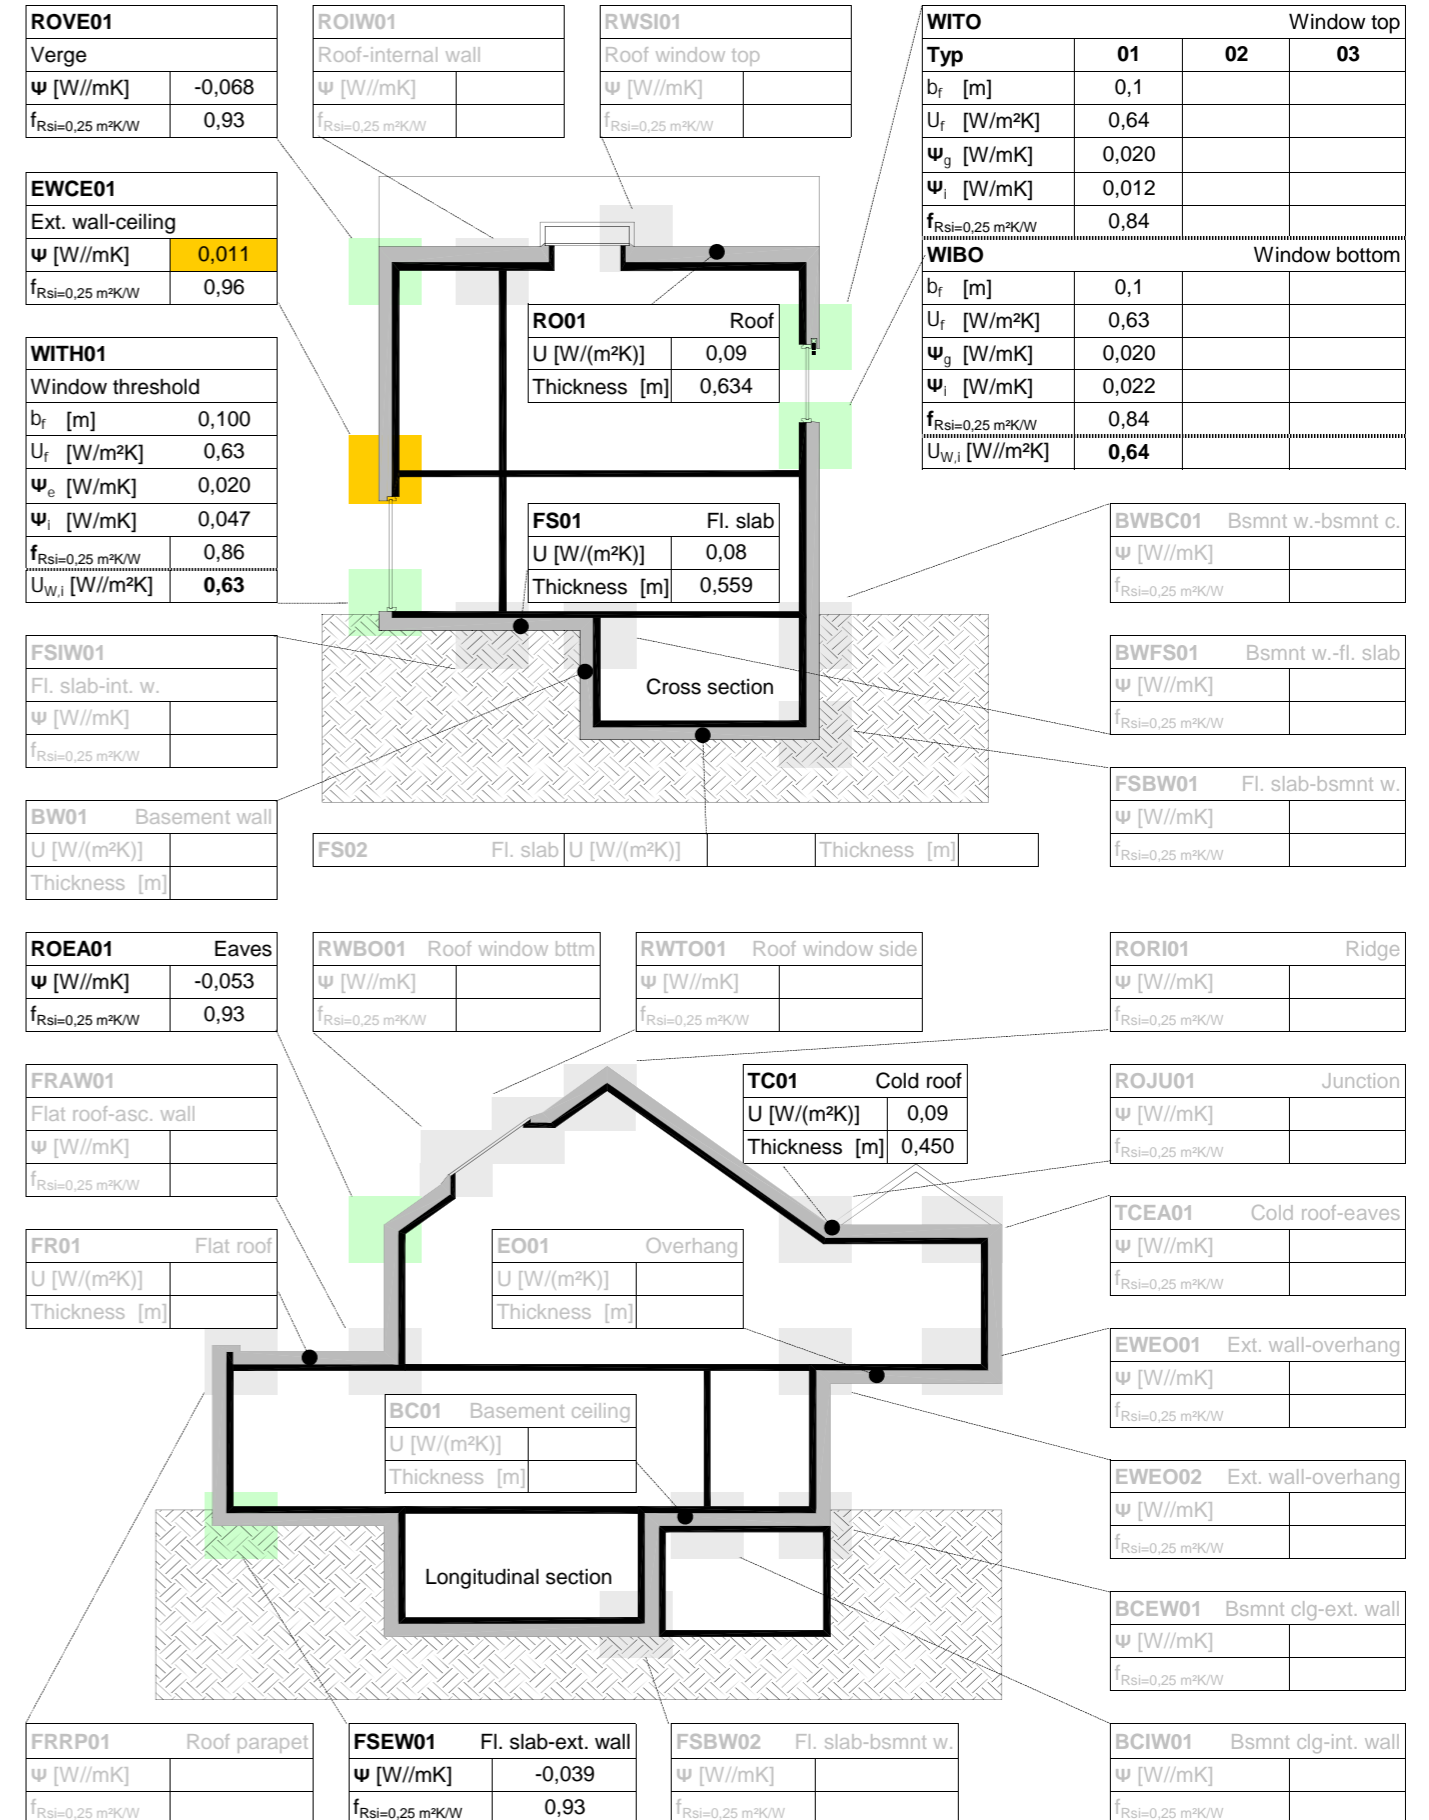 ROVE01
Verge
Ψ [W//mK] -0,068
fRsi=0,25 m²K/W 0,93
ROIW01
Roof-internal wall
Ψ [W//mK]
fRsi=0,25 m²K/W
RWSI01
Roof window top
Ψ [W//mK]
fRsi=0,25 m²K/W
WITO Window top
Typ 01 02 03
bf [m] 0,1
Uf [W/m²K] 0,64
Ψg [W/mK] 0,020
Ψi [W/mK] 0,012
fRsi=0,25 m²K/W 0,84
WIBO Window bottom
bf [m] 0,1
Uf [W/m²K] 0,63
Ψg [W/mK] 0,020
Ψi [W/mK] 0,022
fRsi=0,25 m²K/W 0,84
UW,i [W//m²K] 0,64
EWCE01
Ext. wall-ceiling
Ψ [W//mK] 0,011
fRsi=0,25 m²K/W 0,96
WITH01
Window threshold
bf [m] 0,100
Uf [W/m²K] 0,63
Ψe [W/mK] 0,020
Ψi [W/mK] 0,047
fRsi=0,25 m²K/W 0,86
UW,i [W//m²K] 0,63
RO01 Roof
U [W/(m²K)] 0,09
Thickness [m] 0,634
FS01 Fl. slab
U [W/(m²K)] 0,08
Thickness [m] 0,559
BWBC01 Bsmnt w.-bsmnt c.
Ψ [W//mK]
fRsi=0,25 m²K/W
FSIW01
Fl. slab-int. w.
Ψ [W//mK]
fRsi=0,25 m²K/W
Cross section
BWFS01 Bsmnt w.-fl. slab
Ψ [W//mK]
fRsi=0,25 m²K/W
FSBW01 Fl. slab-bsmnt w.
Ψ [W//mK]
fRsi=0,25 m²K/W
BW01 Basement wall
U [W/(m²K)]
Thickness [m]
FS02 Fl. slab U [W/(m²K)] Thickness [m]
ROEA01 Eaves
Ψ [W//mK] -0,053
fRsi=0,25 m²K/W 0,93
RWBO01 Roof window bttm
Ψ [W//mK]
fRsi=0,25 m²K/W
RWTO01 Roof window side
Ψ [W//mK]
fRsi=0,25 m²K/W
RORI01 Ridge
Ψ [W//mK]
fRsi=0,25 m²K/W
FRAW01
Flat roof-asc. wall
Ψ [W//mK]
fRsi=0,25 m²K/W
TC01 Cold roof
U [W/(m²K)] 0,09
Thickness [m] 0,450
ROJU01 Junction
Ψ [W//mK]
fRsi=0,25 m²K/W
TCEA01 Cold roof-eaves
Ψ [W//mK]
fRsi=0,25 m²K/W
FR01 Flat roof
U [W/(m²K)]
Thickness [m]
EO01 Overhang
U [W/(m²K)]
Thickness [m]
EWEO01 Ext. wall-overhang
Ψ [W//mK]
fRsi=0,25 m²K/W
BC01 Basement ceiling
U [W/(m²K)]
Thickness [m]
EWEO02 Ext. wall-overhang
Ψ [W//mK]
fRsi=0,25 m²K/W
Longitudinal section
BCEW01 Bsmnt clg-ext. wall
Ψ [W//mK]
fRsi=0,25 m²K/W
FRRP01 Roof parapet
Ψ [W//mK]
fRsi=0,25 m²K/W
FSEW01 Fl. slab-ext. wall
Ψ [W//mK] -0,039
fRsi=0,25 m²K/W 0,93
FSBW02 Fl. slab-bsmnt w.
Ψ [W//mK]
fRsi=0,25 m²K/W
BCIW01 Bsmnt clg-int. wall
Ψ [W//mK]
fRsi=0,25 m²K/W